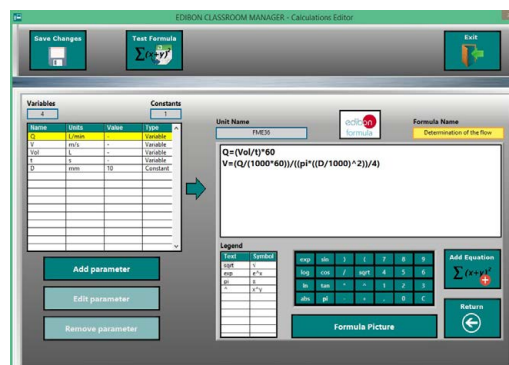 EDIBON CLASSROOM MANAGER - Calculations Editor
Save Changes
Test Formula
Σ(x+y)²
Exit
Variables
4
Constants
1
Name Units Value Type
Q L/min - Variable
V m/s - Variable
Vol L - Variable
t s - Variable
D mm 10 Constant
Add parameter
Edit parameter
Remove parameter
Unit Name
FME36
edibon
formula
Formula Name
Determination of the flow
Q=(Vol/t)*60
V=(Q/(1000*60))/((pi*((D/1000)^2))/4)
Legend
Text Symbol
sqrt √
exp e^x
pi π
^ x^y
exp sin ) ( 7 8 9
log cos / sqrt 4 5 6
ln tan * ^ 1 2 3
abs pi - + . 0 C
Add Equation
Σ(x+y)²
Formula Picture
Return